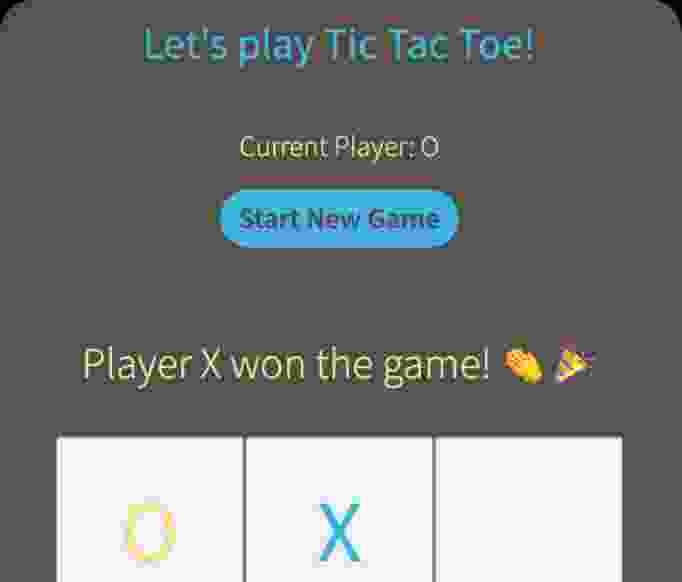 Let's play Tic Tac Toe!
Current Player: O
Start New Game
Player X won the game! 👏 🎉
O X